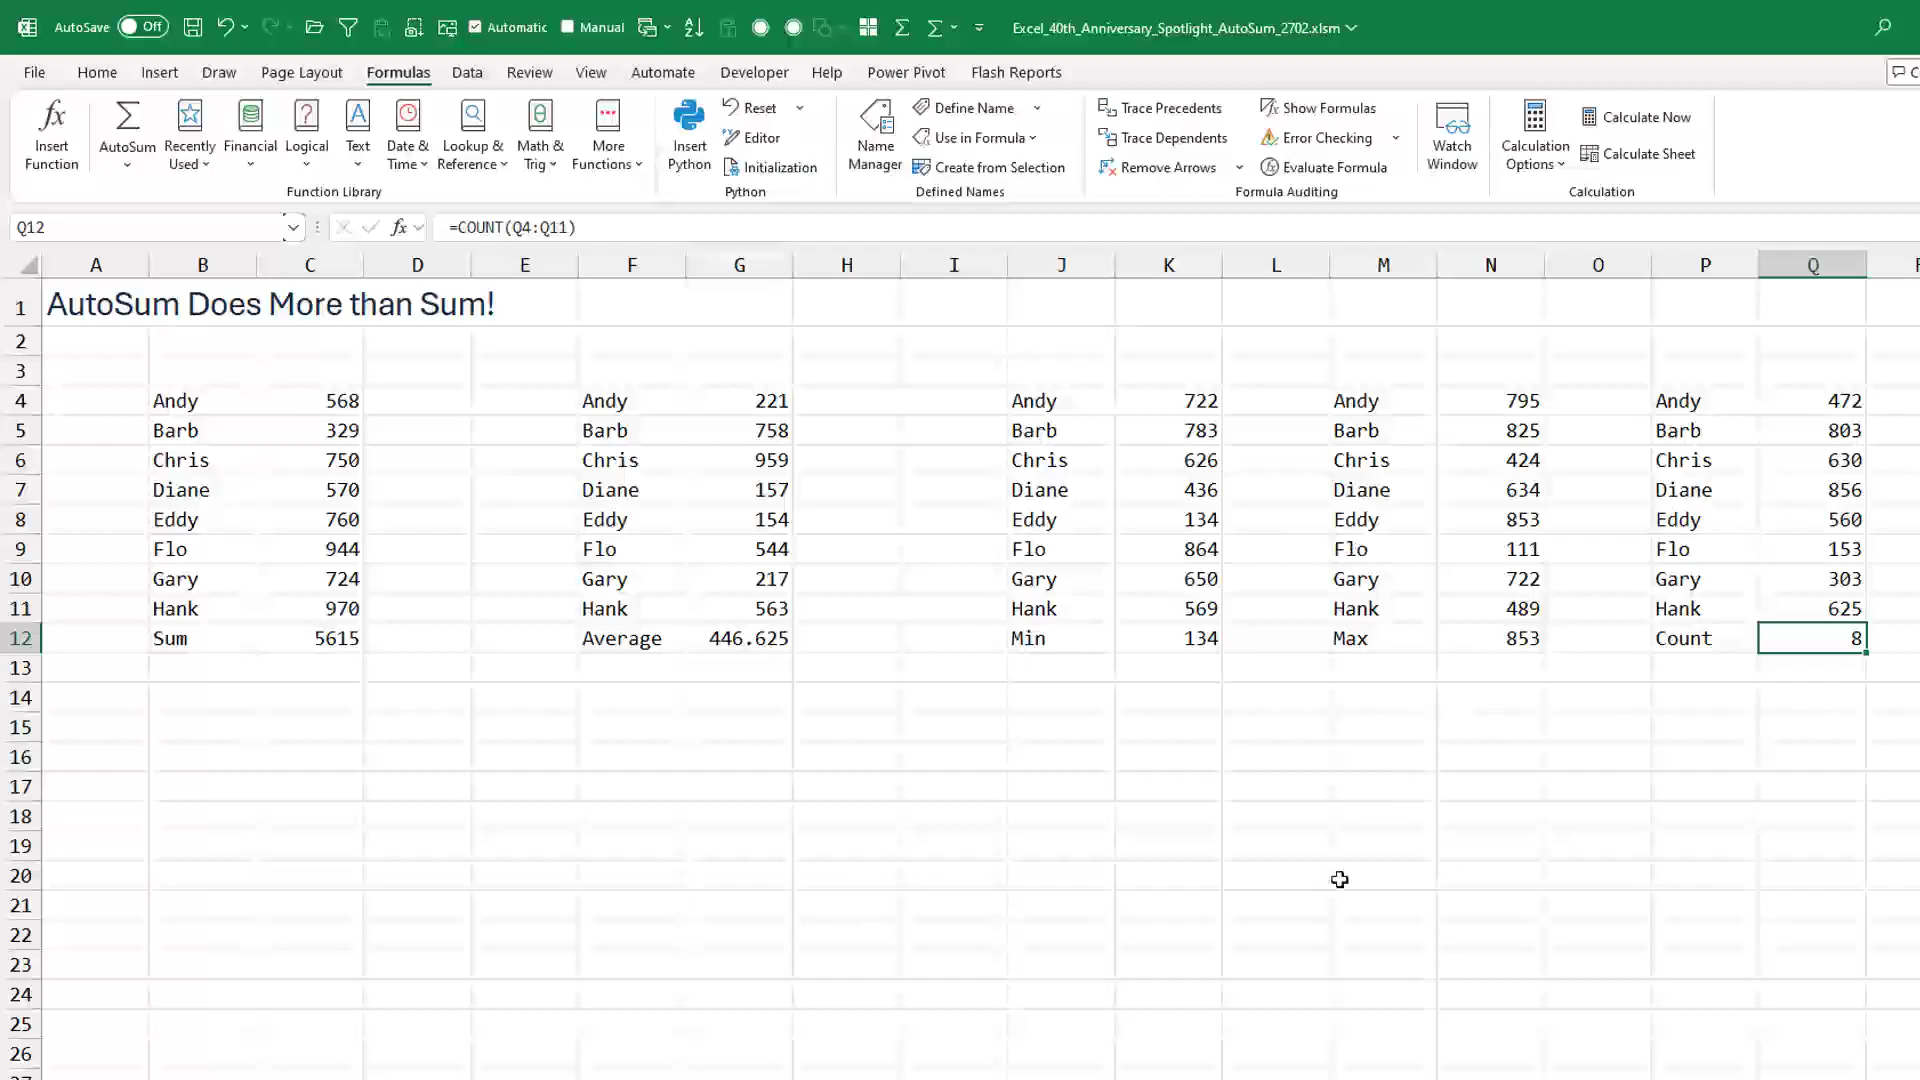 AutoSave Off Automatic Manual Excel_40th_Anniversary_Spotlight_AutoSum_2702.xlsm
File Home Insert Draw Page Layout Formulas Data Review View Automate Developer Help Power Pivot Flash Reports
Insert Function
AutoSum
Recently Used
Financial
Logical
Text
Date & Time
Lookup & Reference
Math & Trig
More Functions
Function Library
Insert Python
Reset
Editor
Initialization
Python
Name Manager
Define Name
Use in Formula
Create from Selection
Defined Names
Trace Precedents
Trace Dependents
Remove Arrows
Show Formulas
Error Checking
Evaluate Formula
Formula Auditing
Watch Window
Calculation Options
Calculate Now
Calculate Sheet
Calculation
Q12 fx =COUNT(Q4:Q11)
A B C D E F G H I J K L M N O P Q
1 AutoSum Does More than Sum!
2
3
4 Andy 568 Andy 221 Andy 722 Andy 795 Andy 472
5 Barb 329 Barb 758 Barb 783 Barb 825 Barb 803
6 Chris 750 Chris 959 Chris 626 Chris 424 Chris 630
7 Diane 570 Diane 157 Diane 436 Diane 634 Diane 856
8 Eddy 760 Eddy 154 Eddy 134 Eddy 853 Eddy 560
9 Flo 944 Flo 544 Flo 864 Flo 111 Flo 153
10 Gary 724 Gary 217 Gary 650 Gary 722 Gary 303
11 Hank 970 Hank 563 Hank 569 Hank 489 Hank 625
12 Sum 5615 Average 446.625 Min 134 Max 853 Count 8
13
14
15
16
17
18
19
20
21
22
23
24
25
26